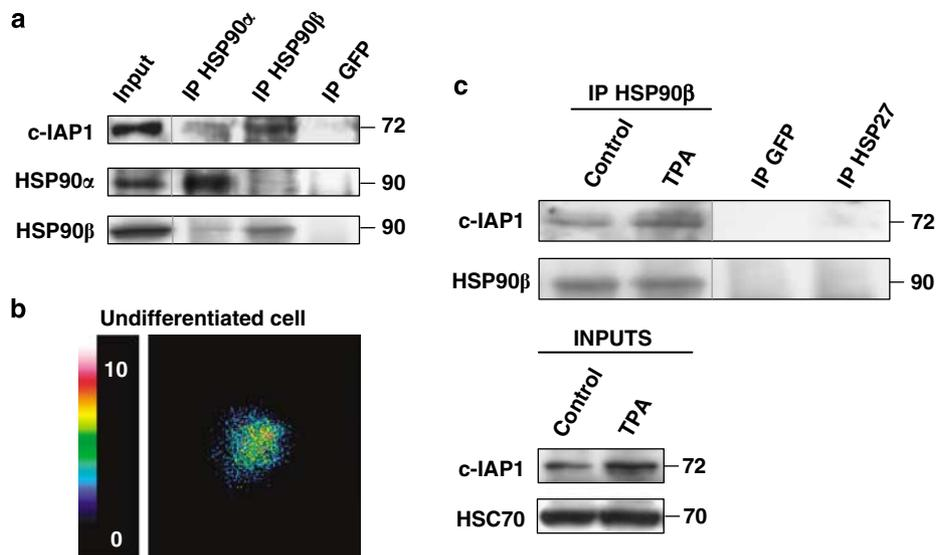 a
Input
IP HSP90α
IP HSP90β
IP GFP
c-IAP1
72
HSP90α
90
HSP90β
90
b
Undifferentiated cell
10
0
c
IP HSP90β
Control
TPA
IP GFP
IP HSP27
c-IAP1
72
HSP90β
90
INPUTS
Control
TPA
c-IAP1
72
HSC70
70